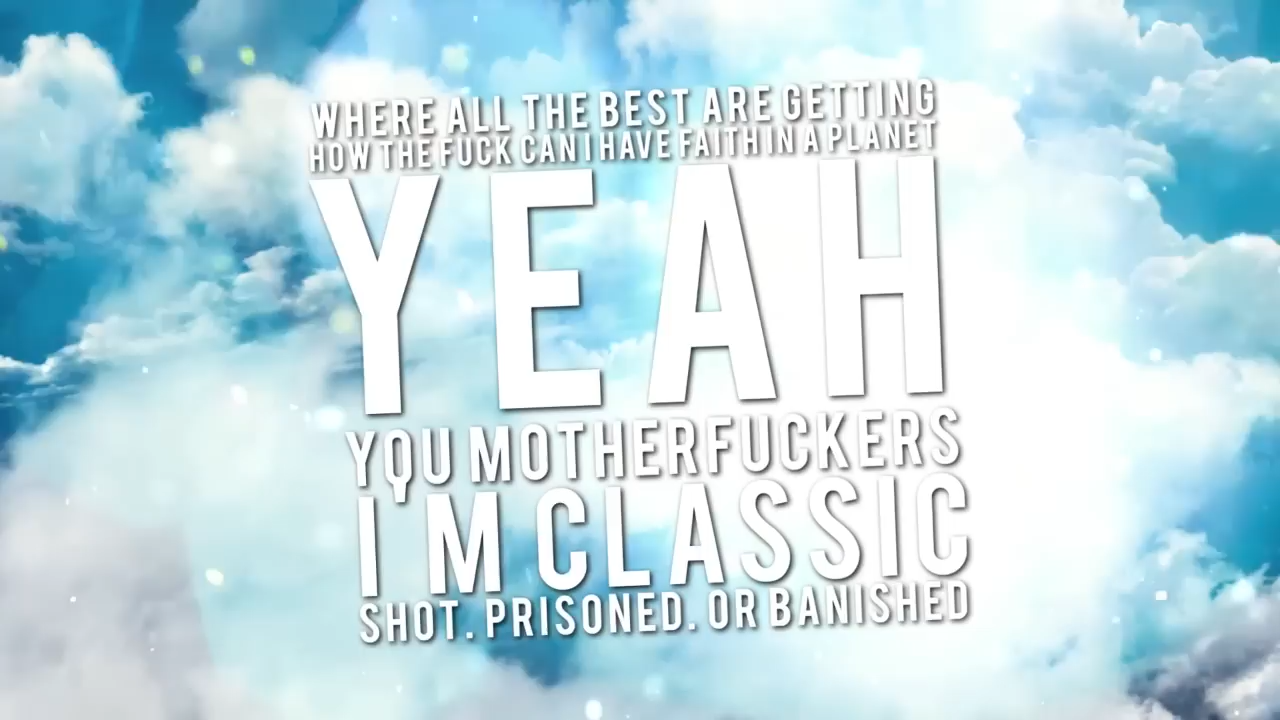 WHERE ALL THE BEST ARE GETTING
HOW THE FUCK CAN I HAVE FAITH IN A PLANET
YEAH
YOU MOTHERFUCKERS
I'M CLASSIC
SHOT. PRISONED. OR BANISHED